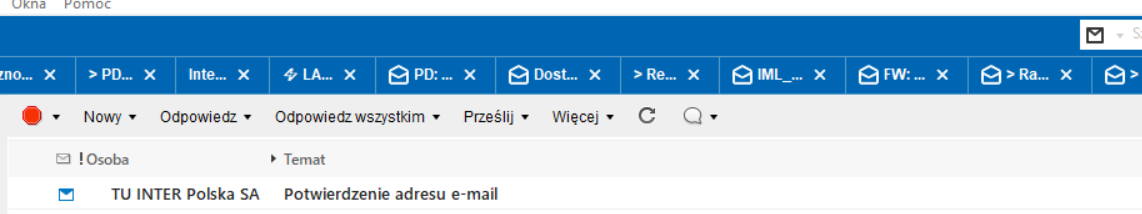 Okna Pomoc
zno... X > PD... X Inte... X LA... X PD: ... X Dost... X > Re... X IML_... X FW: ... X > Ra... X >
Nowy Odpowiedz Odpowiedz wszystkim Prześlij Więcej
! Osoba Temat
TU INTER Polska SA Potwierdzenie adresu e-mail